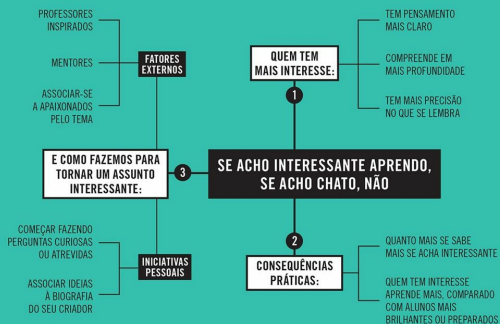 SE ACHO INTERESSANTE APRENDO,
SE ACHO CHATO, NÃO
1
QUEM TEM
MAIS INTERESSE:
TEM PENSAMENTO
MAIS CLARO
COMPREENDE EM
MAIS PROFUNDIDADE
TEM MAIS PRECISÃO
NO QUE SE LEMBRA
2
CONSEQUÊNCIAS
PRÁTICAS:
QUANTO MAIS SE SABE
MAIS SE ACHA INTERESSANTE
QUEM TEM INTERESSE
APRENDE MAIS, COMPARADO
COM ALUNOS MAIS
BRILHANTES OU PREPARADOS
3
E COMO FAZEMOS PARA
TORNAR UM ASSUNTO
INTERESSANTE:
FATORES
EXTERNOS
PROFESSORES
INSPIRADOS
MENTORES
ASSOCIAR-SE
A APAIXONADOS
PELO TEMA
INICIATIVAS
PESSOAIS
COMEÇAR FAZENDO
PERGUNTAS CURIOSAS
OU ATREVIDAS
ASSOCIAR IDEIAS
À BIOGRAFIA
DO SEU CRIADOR